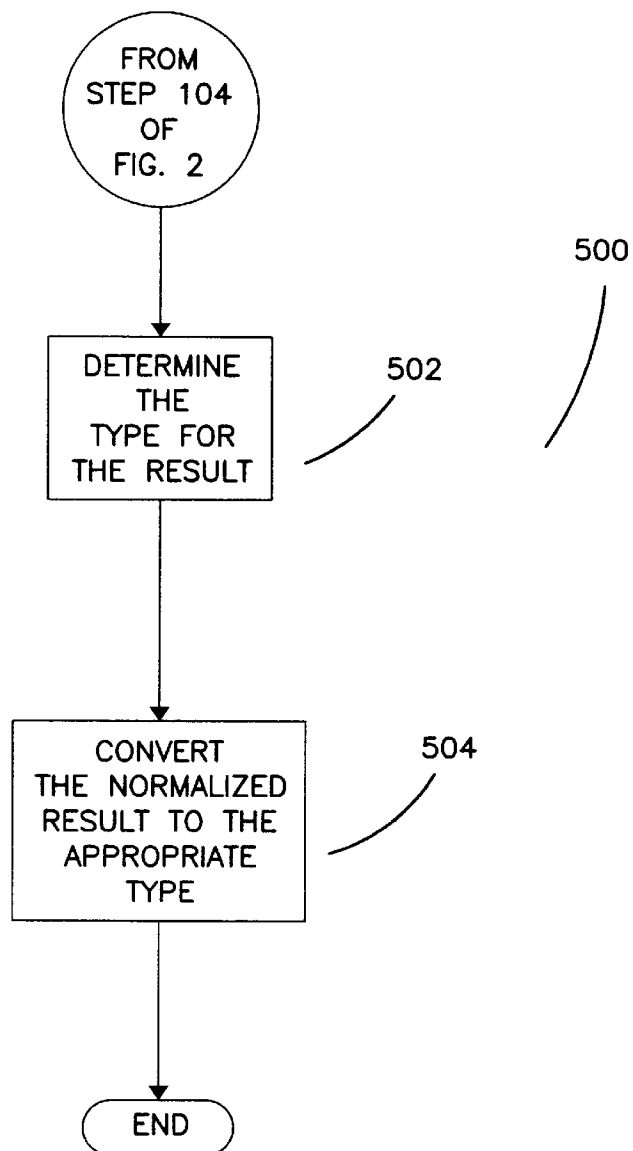 FROM
STEP 104
OF
FIG. 2
500
DETERMINE
THE
TYPE FOR
THE RESULT
502
CONVERT
THE NORMALIZED
RESULT TO THE
APPROPRIATE
TYPE
504
END